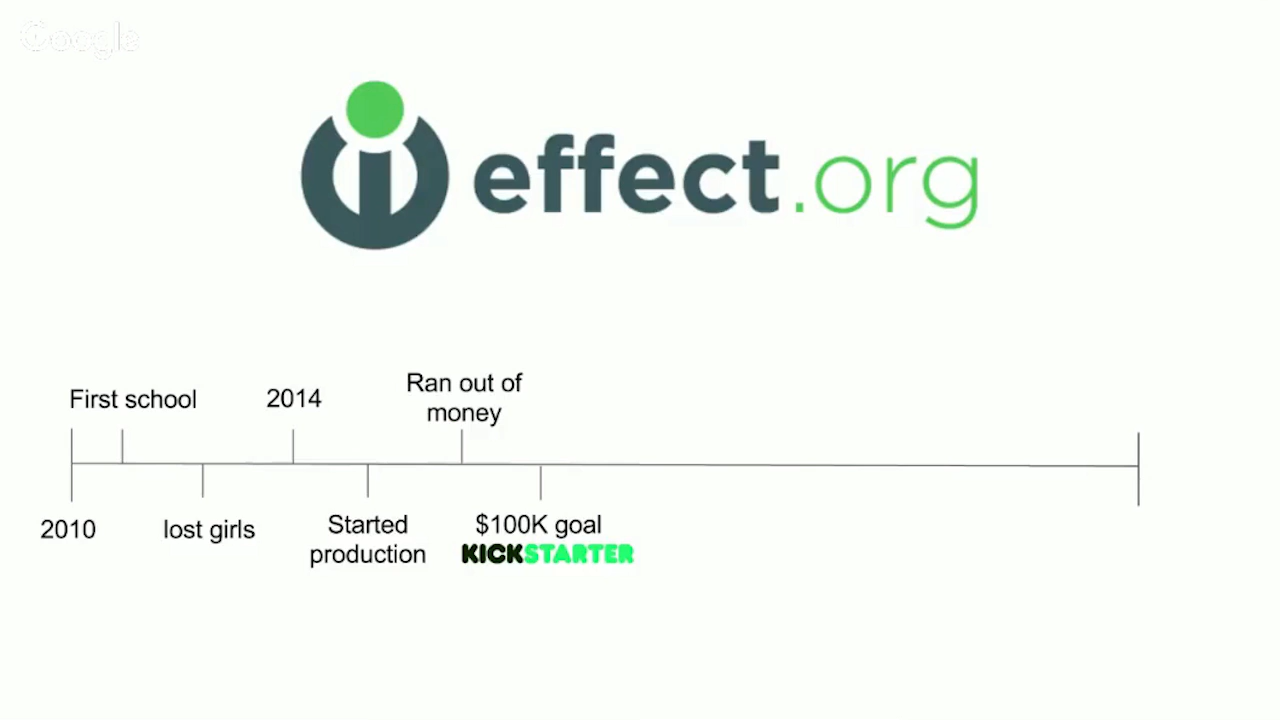 Google
effect.org
First school
2014
Ran out of
money
2010
lost girls
Started
production
$100K goal
KICKSTARTER